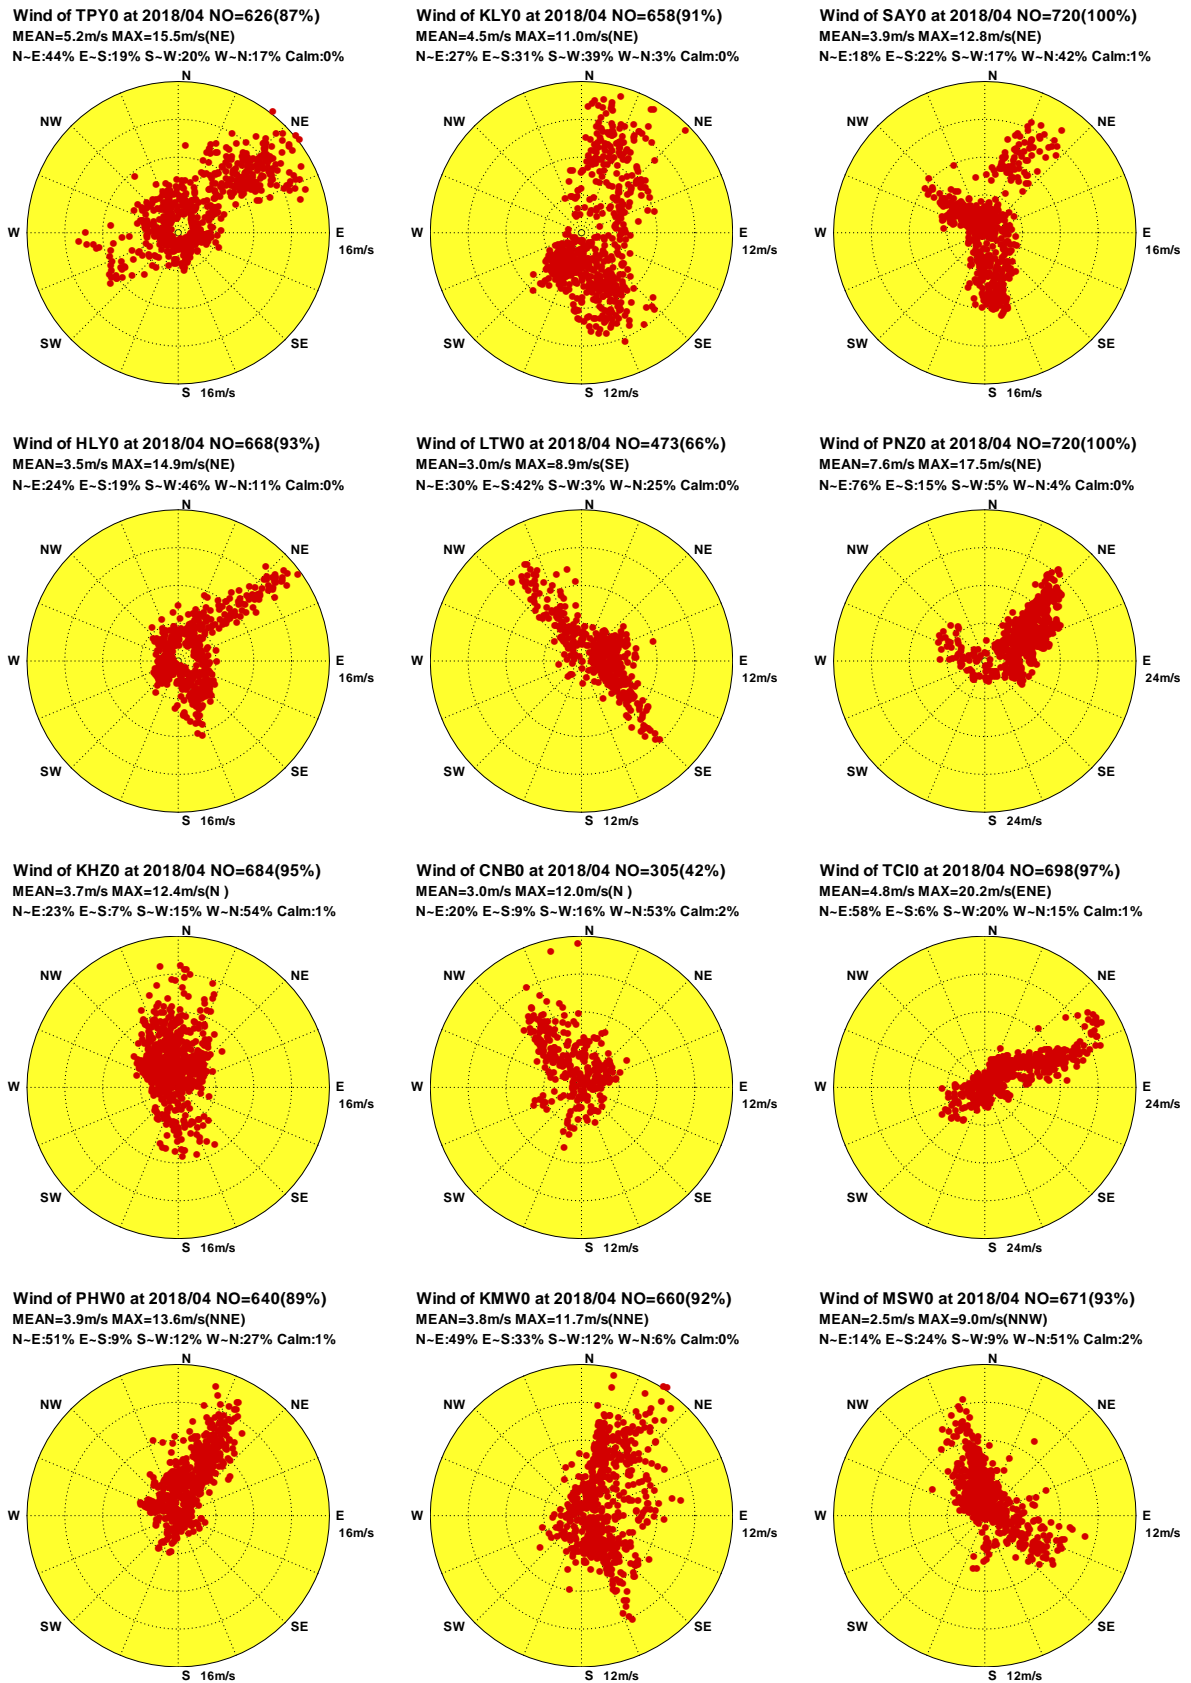 Wind of TPY0 at 2018/04 NO=626(87%)
MEAN=5.2m/s MAX=15.5m/s(NE)
N~E:44% E~S:19% S~W:20% W~N:17% Calm:0%
N
NW
NE
W
E
16m/s
SW
SE
S 16m/s
Wind of KLY0 at 2018/04 NO=658(91%)
MEAN=4.5m/s MAX=11.0m/s(NE)
N~E:27% E~S:31% S~W:39% W~N:3% Calm:0%
N
NW
NE
W
E
12m/s
SW
SE
S 12m/s
Wind of SAY0 at 2018/04 NO=720(100%)
MEAN=3.9m/s MAX=12.8m/s(NE)
N~E:18% E~S:22% S~W:17% W~N:42% Calm:1%
N
NW
NE
W
E
16m/s
SW
SE
S 16m/s
Wind of HLY0 at 2018/04 NO=668(93%)
MEAN=3.5m/s MAX=14.9m/s(NE)
N~E:24% E~S:19% S~W:46% W~N:11% Calm:0%
N
NW
NE
W
E
16m/s
SW
SE
S 16m/s
Wind of LTW0 at 2018/04 NO=473(66%)
MEAN=3.0m/s MAX=8.9m/s(SE)
N~E:30% E~S:42% S~W:3% W~N:25% Calm:0%
N
NW
NE
W
E
12m/s
SW
SE
S 12m/s
Wind of PNZ0 at 2018/04 NO=720(100%)
MEAN=7.6m/s MAX=17.5m/s(NE)
N~E:76% E~S:15% S~W:5% W~N:4% Calm:0%
N
NW
NE
W
E
24m/s
SW
SE
S 24m/s
Wind of KHZ0 at 2018/04 NO=684(95%)
MEAN=3.7m/s MAX=12.4m/s(N )
N~E:23% E~S:7% S~W:15% W~N:54% Calm:1%
N
NW
NE
W
E
16m/s
SW
SE
S 16m/s
Wind of CNB0 at 2018/04 NO=305(42%)
MEAN=3.0m/s MAX=12.0m/s(N )
N~E:20% E~S:9% S~W:16% W~N:53% Calm:2%
N
NW
NE
W
E
12m/s
SW
SE
S 12m/s
Wind of TCI0 at 2018/04 NO=698(97%)
MEAN=4.8m/s MAX=20.2m/s(ENE)
N~E:58% E~S:6% S~W:20% W~N:15% Calm:1%
N
NW
NE
W
E
24m/s
SW
SE
S 24m/s
Wind of PHW0 at 2018/04 NO=640(89%)
MEAN=3.9m/s MAX=13.6m/s(NNE)
N~E:51% E~S:9% S~W:12% W~N:27% Calm:1%
N
NW
NE
W
E
16m/s
SW
SE
S 16m/s
Wind of KMW0 at 2018/04 NO=660(92%)
MEAN=3.8m/s MAX=11.7m/s(NNE)
N~E:49% E~S:33% S~W:12% W~N:6% Calm:0%
N
NW
NE
W
E
12m/s
SW
SE
S 12m/s
Wind of MSW0 at 2018/04 NO=671(93%)
MEAN=2.5m/s MAX=9.0m/s(NNW)
N~E:14% E~S:24% S~W:9% W~N:51% Calm:2%
N
NW
NE
W
E
12m/s
SW
SE
S 12m/s